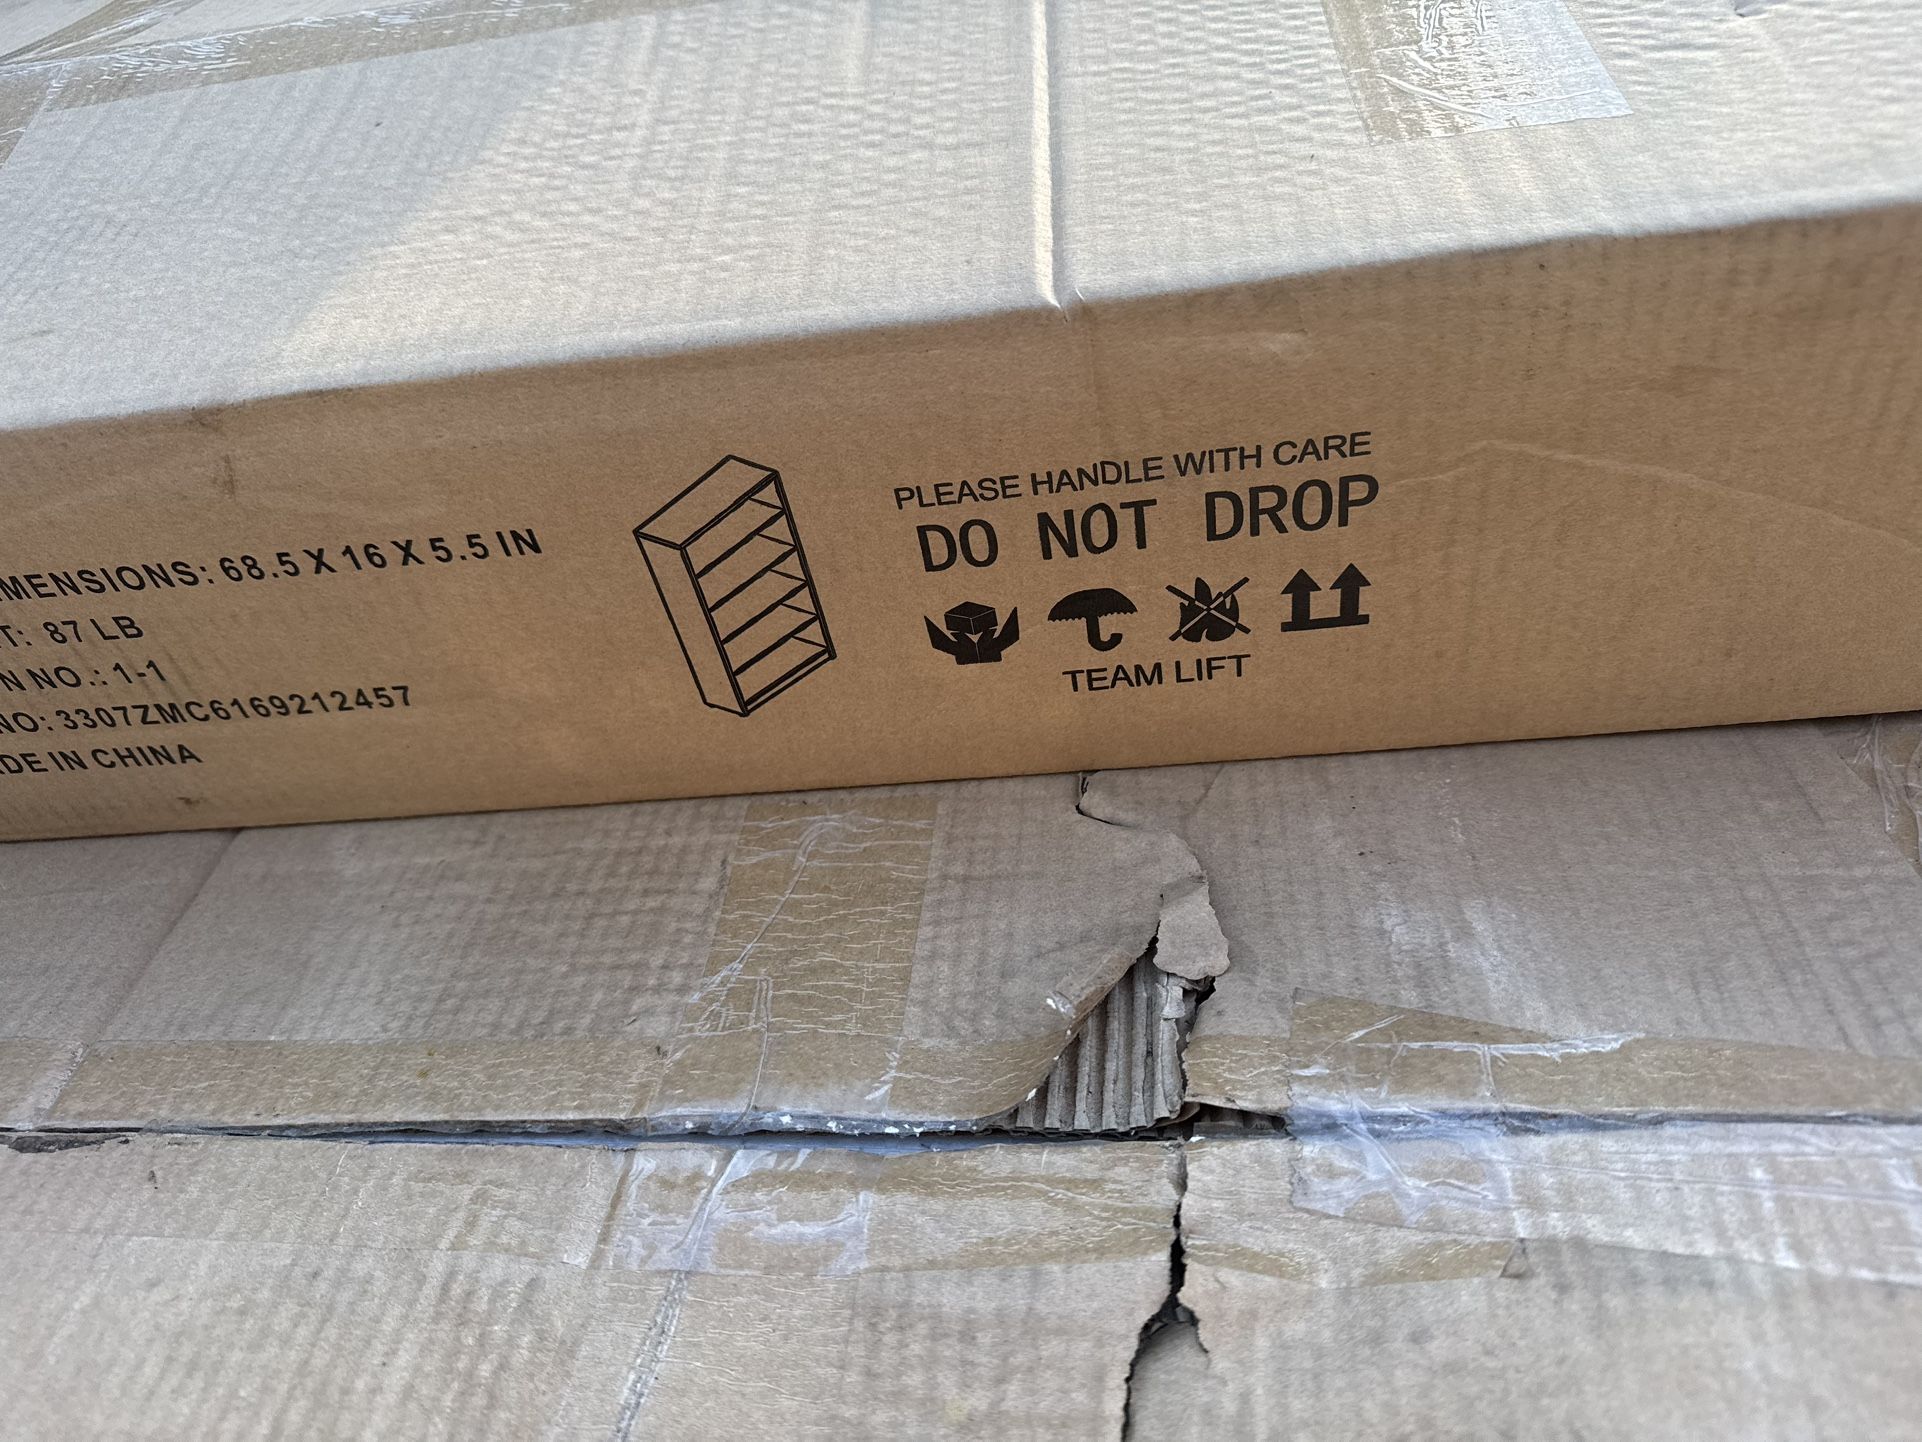 MENSIONS: 68.5 X 16 X 5.5 IN
T: 87 LB
N NO.: 1-1
NO: 3307ZMC6169212457
DE IN CHINA
PLEASE HANDLE WITH CARE
DO NOT DROP
TEAM LIFT